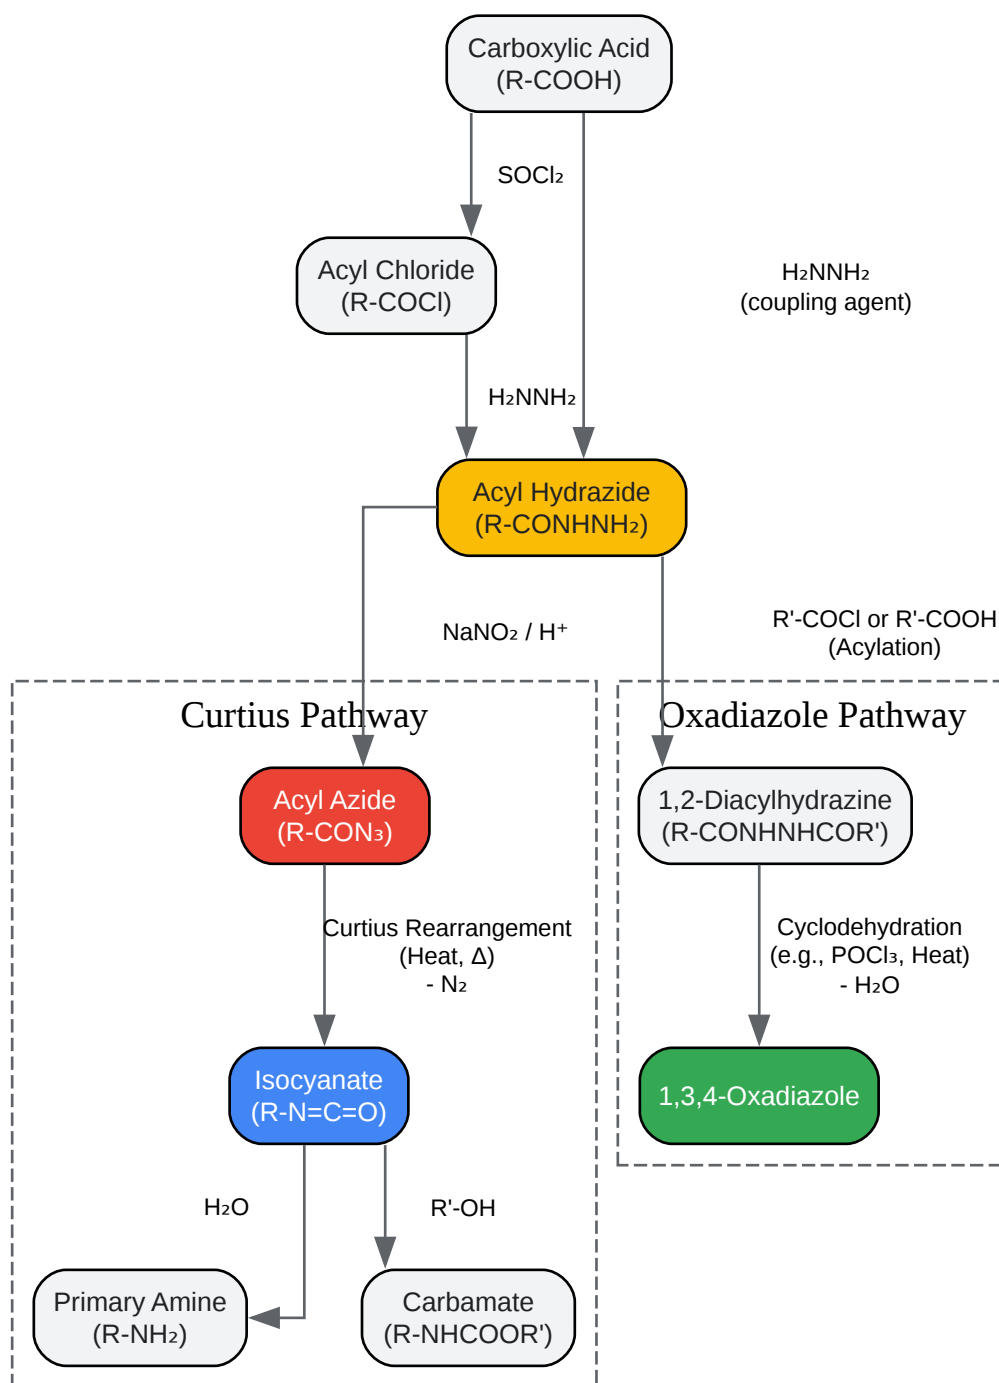 Carboxylic Acid
(R-COOH)
SOCl₂
Acyl Chloride
(R-COCl)
H₂NNH₂
(coupling agent)
H₂NNH₂
Acyl Hydrazide
(R-CONHNH₂)
NaNO₂ / H⁺
R'-COCl or R'-COOH
(Acylation)
Curtius Pathway
Oxadiazole Pathway
Acyl Azide
(R-CON₃)
1,2-Diacylhydrazine
(R-CONHNHCOR')
Curtius Rearrangement
(Heat, Δ)
- N₂
Cyclodehydration
(e.g., POCl₃, Heat)
- H₂O
Isocyanate
(R-N=C=O)
1,3,4-Oxadiazole
H₂O
R'-OH
Primary Amine
(R-NH₂)
Carbamate
(R-NHCOOR')